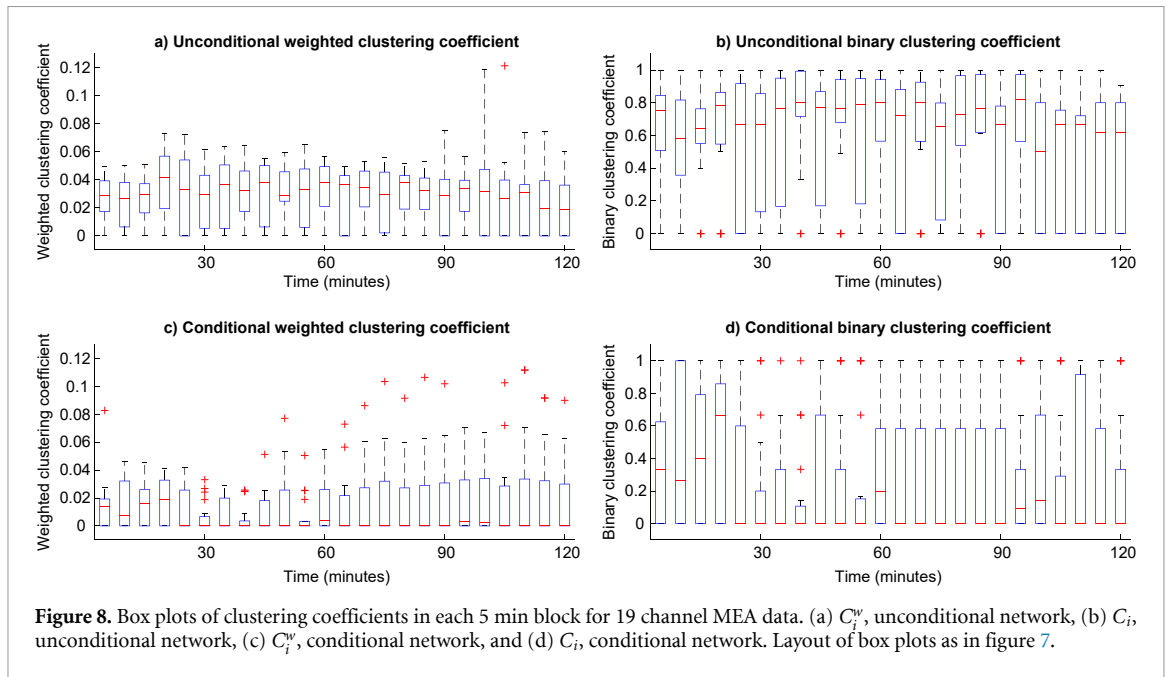 a) Unconditional weighted clustering coefficient
Weighted clustering coefficient
0.12
0.1
0.08
0.06
0.04
0.02
0
30 60 90 120
Time (minutes)
b) Unconditional binary clustering coefficient
Binary clustering coefficient
1
0.8
0.6
0.4
0.2
0
30 60 90 120
Time (minutes)
c) Conditional weighted clustering coefficient
Weighted clustering coefficient
0.12
0.1
0.08
0.06
0.04
0.02
0
30 60 90 120
Time (minutes)
d) Conditional binary clustering coefficient
Binary clustering coefficient
1
0.8
0.6
0.4
0.2
0
30 60 90 120
Time (minutes)
Figure 8. Box plots of clustering coefficients in each 5 min block for 19 channel MEA data. (a) C_i^w, unconditional network, (b) C_i,
unconditional network, (c) C_i^w, conditional network, and (d) C_i, conditional network. Layout of box plots as in figure 7.